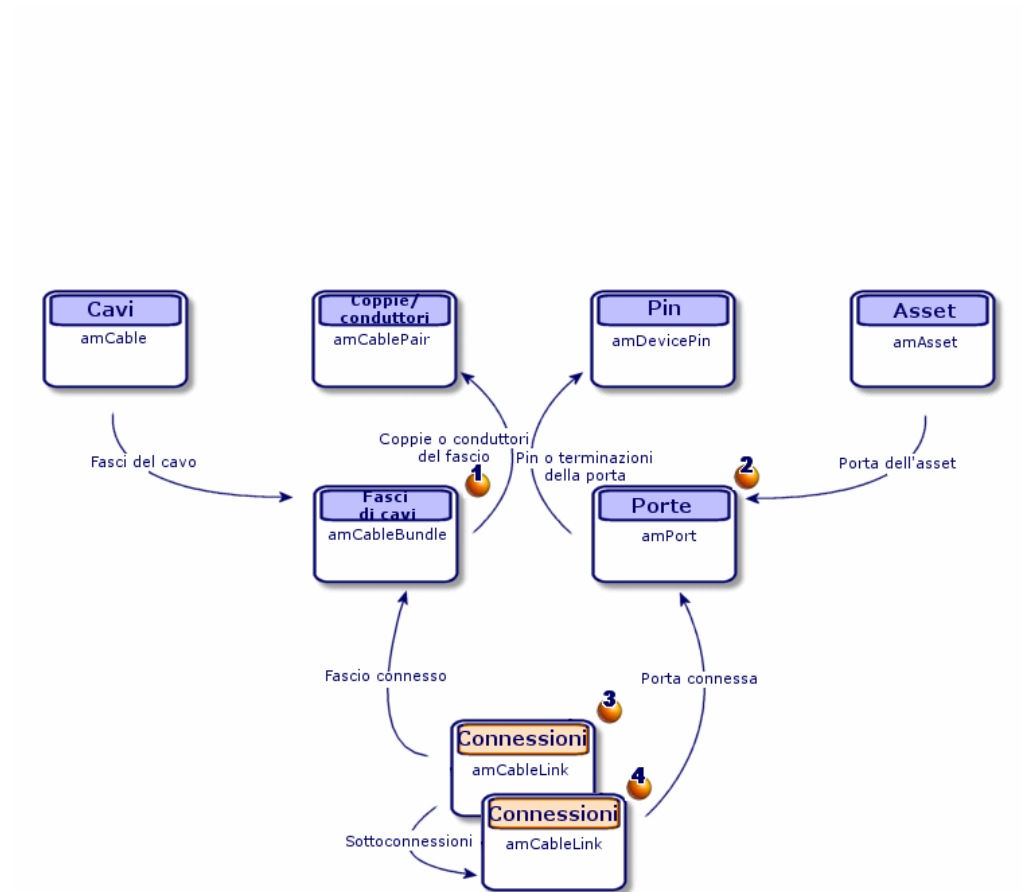 Cavi
amCable
Coppie/
conduttori
amCablePair
Pin
amDevicePin
Asset
amAsset
Fasci del cavo
Coppie o conduttori
del fascio
Pin o terminazioni
della porta
Porta dell'asset
1
2
Fasci
di cavi
amCableBundle
Porte
amPort
Fascio connesso
Porta connessa
3
Connessioni
amCableLink
4
Connessioni
amCableLink
Sottoconnessioni